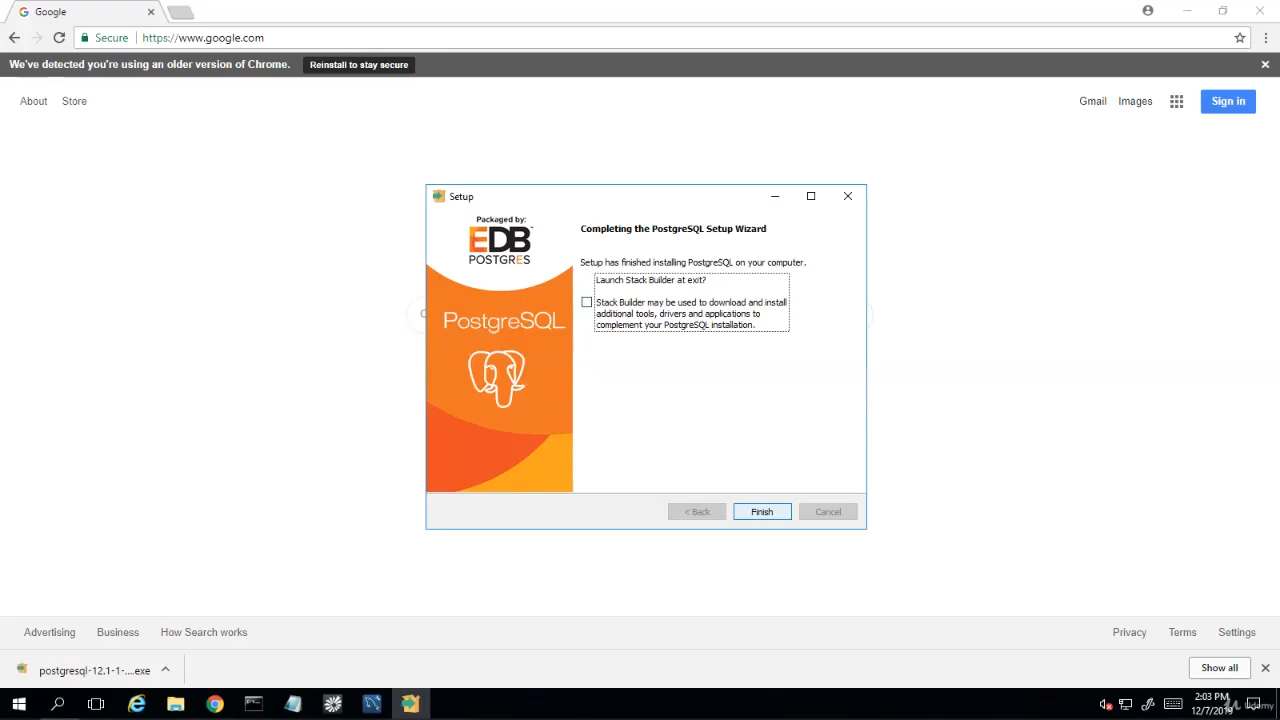 Google
Secure
https://www.google.com
We've detected you're using an older version of Chrome.
Reinstall to stay secure
About
Store
Gmail
Images
Sign in
Setup
Packaged by:
EDB
POSTGRES
PostgreSQL
Completing the PostgreSQL Setup Wizard
Setup has finished installing PostgreSQL on your computer.
Launch Stack Builder at exit?
Stack Builder may be used to download and install
additional tools, drivers and applications to
complement your PostgreSQL installation.
< Back
Finish
Cancel
Advertising
Business
How Search works
Privacy
Terms
Settings
postgresql-12.1-1-....exe
Show all
2:03 PM
12/7/2019
Udemy